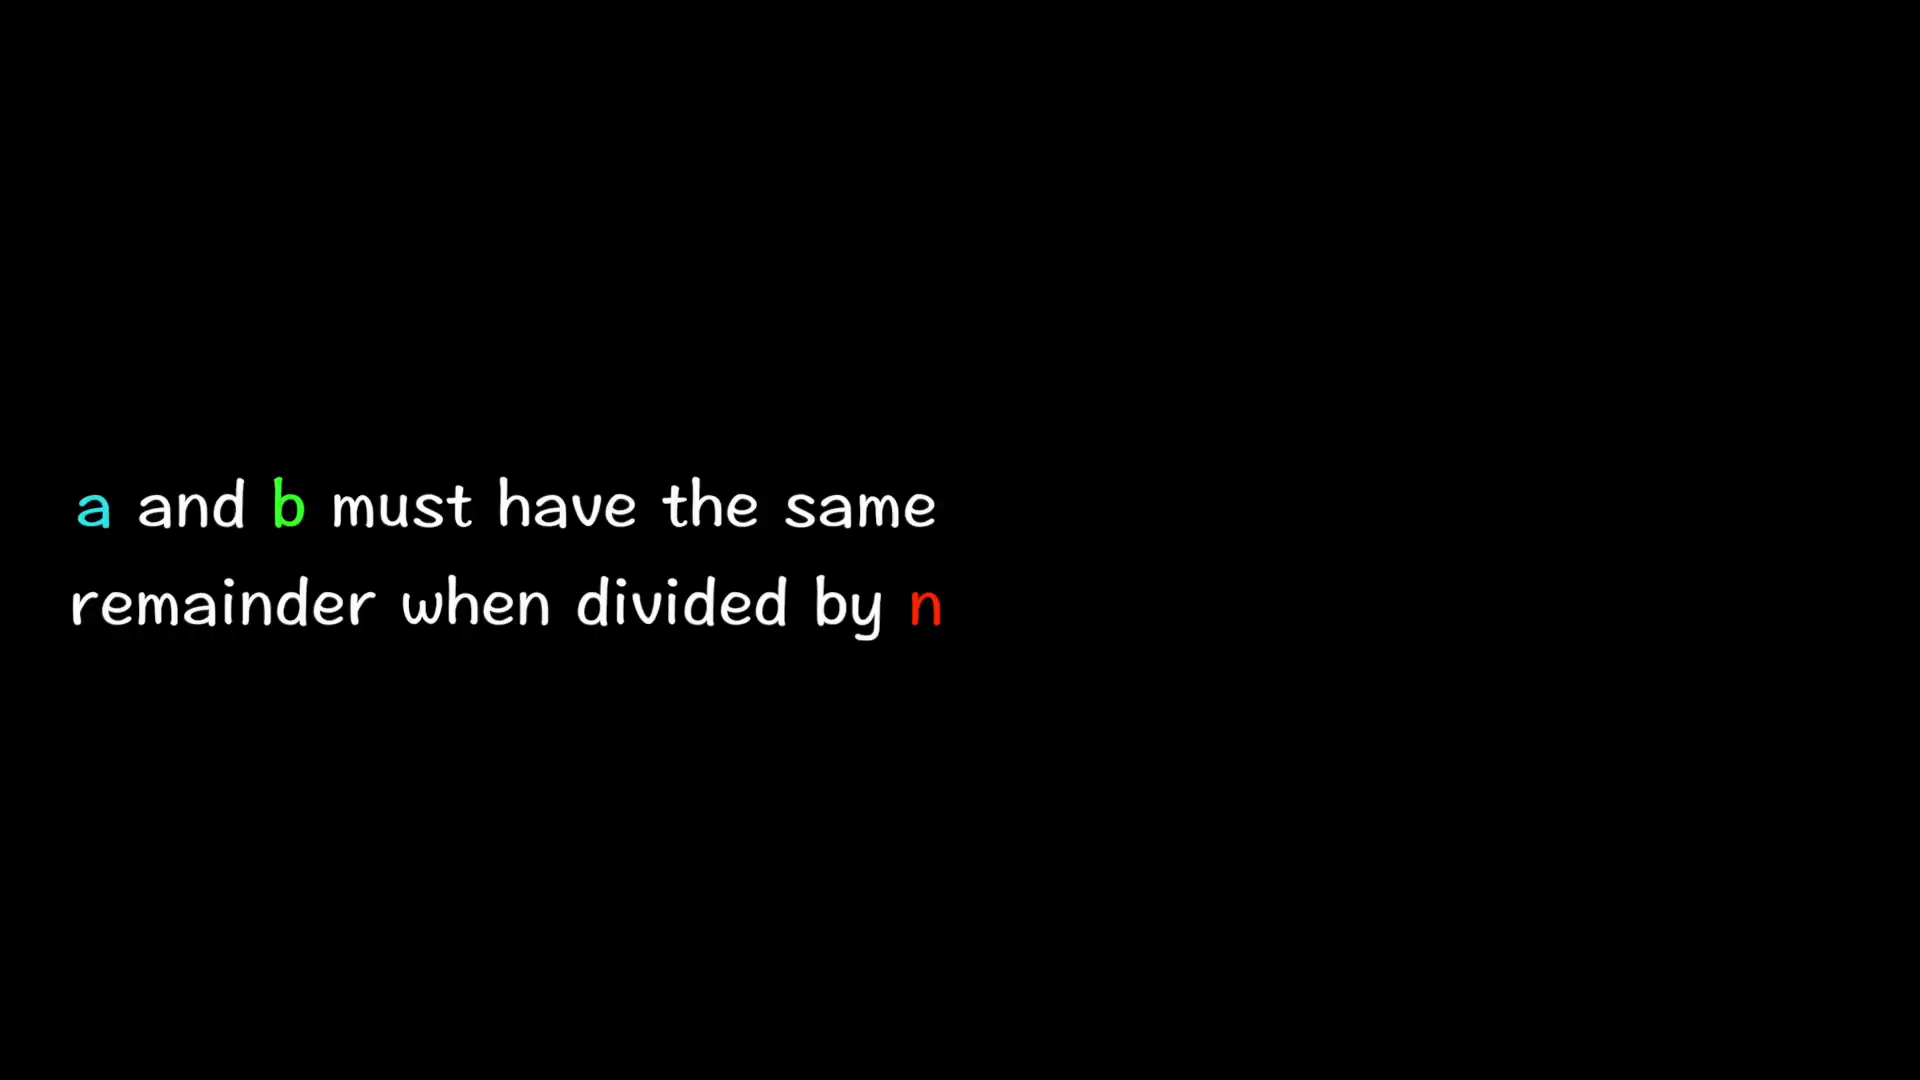 a and b must have the same
remainder when divided by n